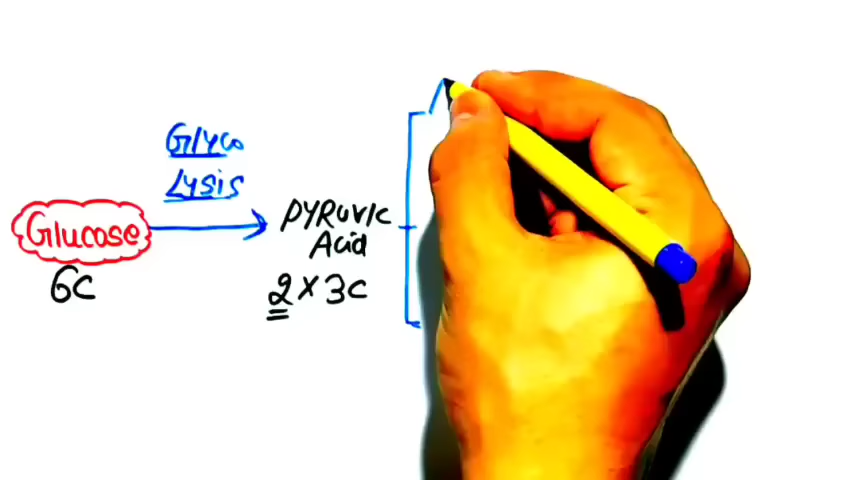 Glyco
Lysis
Glucose
6C
Pyruvic
Acid
2 x 3C